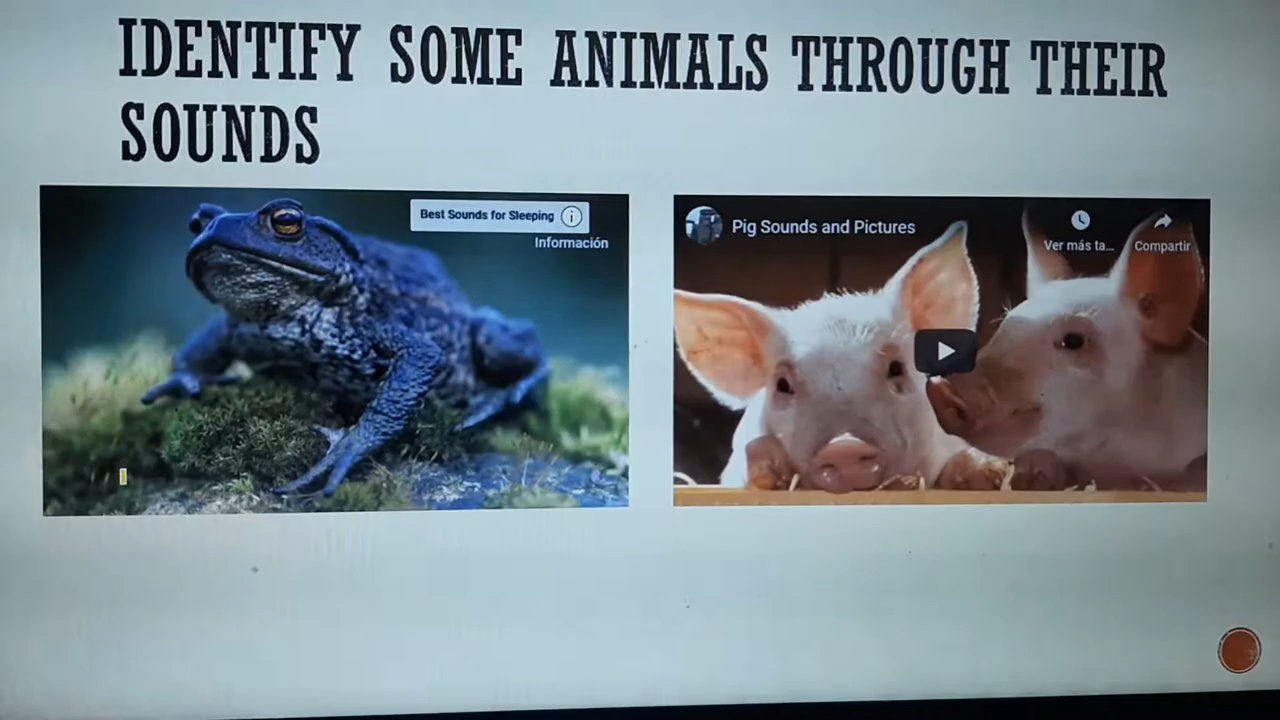 IDENTIFY SOME ANIMALS THROUGH THEIR
SOUNDS
Best Sounds for Sleeping
Información
Pig Sounds and Pictures
Ver más ta...
Compartir